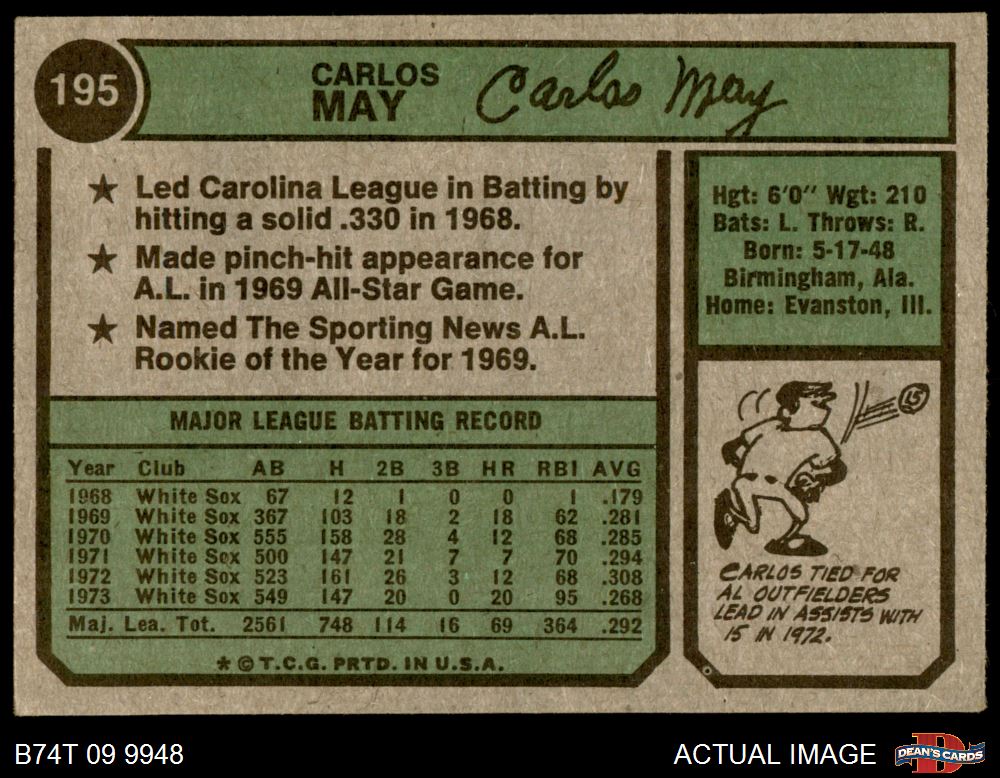 195
CARLOS
MAY
Carlos May
★ Led Carolina League in Batting by
hitting a solid .330 in 1968.
★ Made pinch-hit appearance for
A.L. in 1969 All-Star Game.
★ Named The Sporting News A.L.
Rookie of the Year for 1969.
Hgt: 6'0" Wgt: 210
Bats: L. Throws: R.
Born: 5-17-48
Birmingham, Ala.
Home: Evanston, Ill.
MAJOR LEAGUE BATTING RECORD
Year Club AB H 2B 3B HR RBI AVG
1968 White Sox 67 12 1 0 0 1 .179
1969 White Sox 367 103 18 2 18 62 .281
1970 White Sox 555 158 28 4 12 68 .285
1971 White Sox 500 147 21 7 7 70 .294
1972 White Sox 523 161 26 3 12 68 .308
1973 White Sox 549 147 20 0 20 95 .268
Maj. Lea. Tot. 2561 748 114 16 69 364 .292
* © T.C.G. PRTD. IN U.S.A.
15
CARLOS TIED FOR
AL OUTFIELDERS
LEAD IN ASSISTS WITH
15 IN 1972.
B74T 09 9948
ACTUAL IMAGE
DEAN'S CARDS